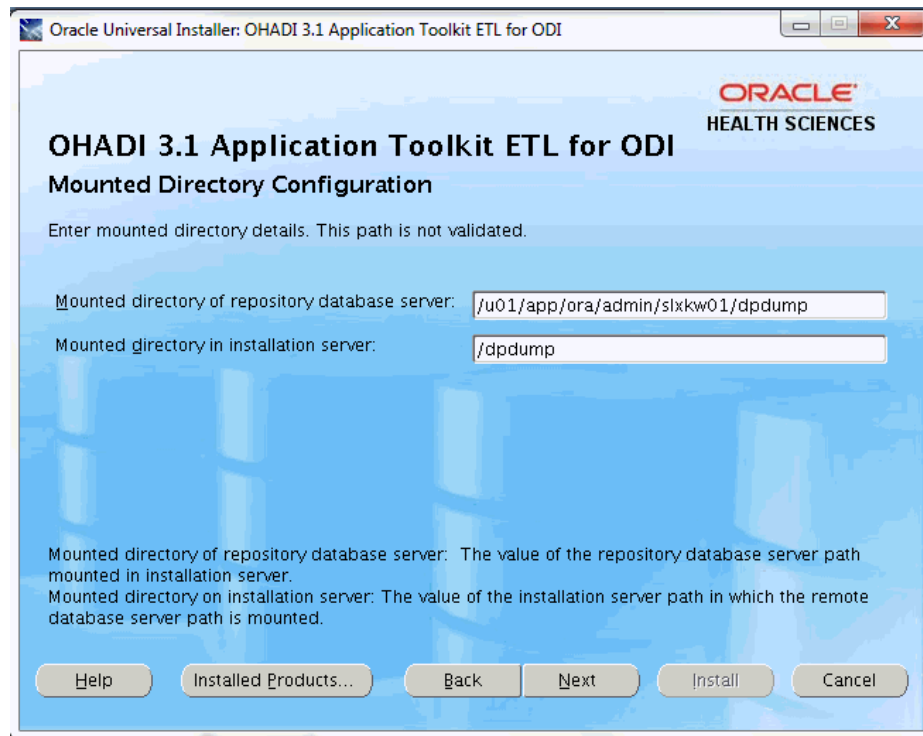 Oracle Universal Installer: OHADI 3.1 Application Toolkit ETL for ODI
ORACLE
HEALTH SCIENCES
OHADI 3.1 Application Toolkit ETL for ODI
Mounted Directory Configuration
Enter mounted directory details. This path is not validated.
Mounted directory of repository database server:
/u01/app/ora/admin/slxkw01/dpdump
Mounted directory in installation server:
/dpdump
Mounted directory of repository database server: The value of the repository database server path
mounted in installation server.
Mounted directory on installation server: The value of the installation server path in which the remote
database server path is mounted.
Help
Installed Products...
Back
Next
Install
Cancel